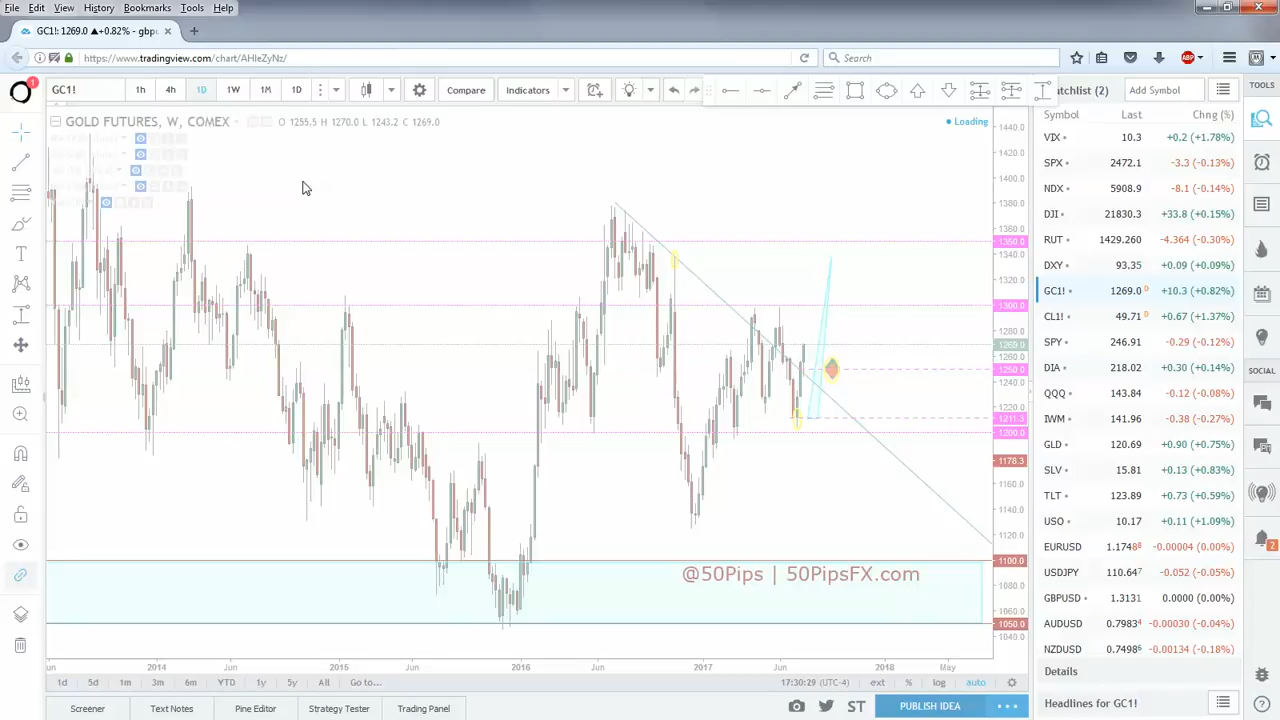 File Edit View History Bookmarks Tools Help
GC1!: 1269.0 ▲+0.82% - gbpu
https://www.tradingview.com/chart/AHIeZyNz/
Search
1
GC1! 1h 4h 1D 1W 1M 1D Compare Indicators
Watchlist (2) Add Symbol TOOLS
GOLD FUTURES, W, COMEX O 1255.5 H 1270.0 L 1243.2 C 1269.0
Loading
Symbol Last Chng (%)
VIX 10.3 +0.2 (+1.78%)
SPX 2472.1 -3.3 (-0.13%)
NDX 5908.9 -8.1 (-0.14%)
DJI 21830.3 +33.8 (+0.15%)
RUT 1429.260 -4.364 (-0.30%)
DXY 93.35 +0.09 (+0.09%)
GC1! 1269.0 D +10.3 (+0.82%)
CL1! 49.71 D +0.67 (+1.37%)
SPY 246.91 -0.29 (-0.12%)
DIA 218.02 +0.30 (+0.14%)
QQQ 143.84 -0.12 (-0.08%)
IWM 141.96 -0.38 (-0.27%)
GLD 120.69 +0.90 (+0.75%)
SLV 15.81 +0.13 (+0.83%)
TLT 123.89 +0.73 (+0.59%)
USO 10.17 +0.11 (+1.09%)
EURUSD 1.1748⁸ -0.00004 (0.00%)
USDJPY 110.64⁷ -0.052 (-0.05%)
GBPUSD 1.3131 0.0000 (0.00%)
AUDUSD 0.7983⁴ -0.00030 (-0.04%)
NZDUSD 0.7498⁶ -0.00134 (-0.18%)
SOCIAL
2
1440.0
1420.0
1400.0
1380.0
1360.0
1350.0
1340.0
1320.0
1300.0
1280.0
1269.0
1260.0
1250.0
1240.0
1220.0
1211.3
1200.0
1178.3
1160.0
1140.0
1120.0
1100.0
1080.0
1060.0
1050.0
1040.0
@50Pips | 50PipsFX.com
un 2014 Jun 2015 Jun 2016 Jun 2017 Jun 2018 May
1d 5d 1m 3m 6m YTD 1y 5y All Go to... 17:30:29 (UTC-4) ext % log auto
Details
Screener Text Notes Pine Editor Strategy Tester Trading Panel ST PUBLISH IDEA
Headlines for GC1!